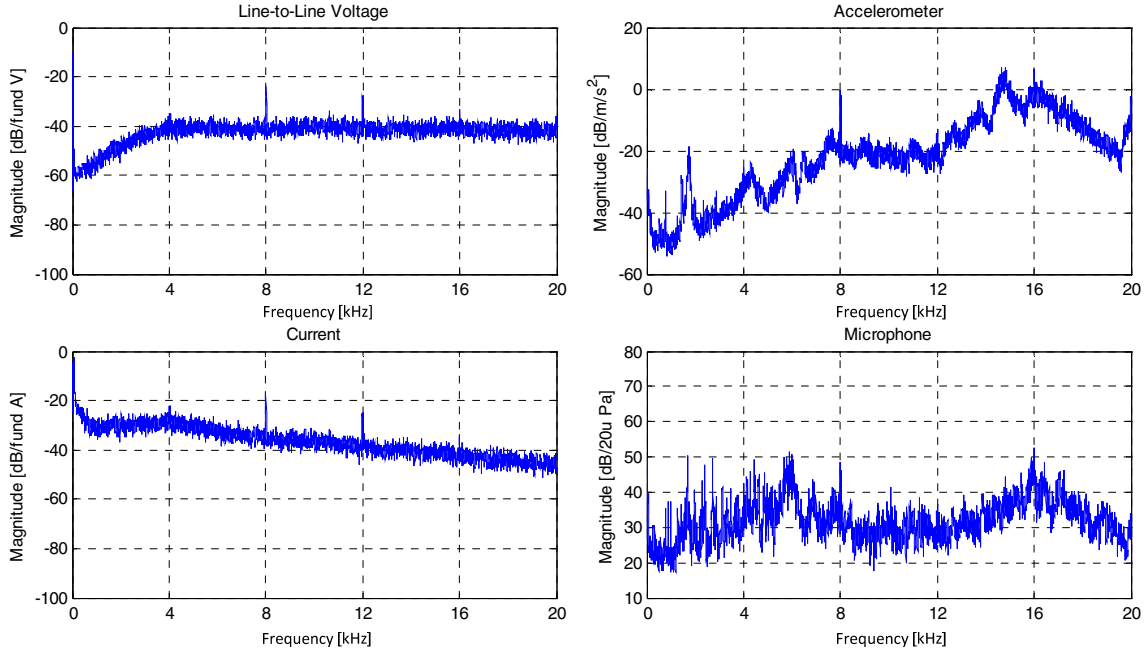 Line-to-Line Voltage
Magnitude [dB/fund V]
0
-20
-40
-60
-80
-100
0 4 8 12 16 20
Frequency [kHz]
Accelerometer
Magnitude [dB/m/s²]
20
0
-20
-40
-60
0 4 8 12 16 20
Frequency [kHz]
Current
Magnitude [dB/fund A]
0
-20
-40
-60
-80
-100
0 4 8 12 16 20
Frequency [kHz]
Microphone
Magnitude [dB/20u Pa]
80
70
60
50
40
30
20
10
0 4 8 12 16 20
Frequency [kHz]